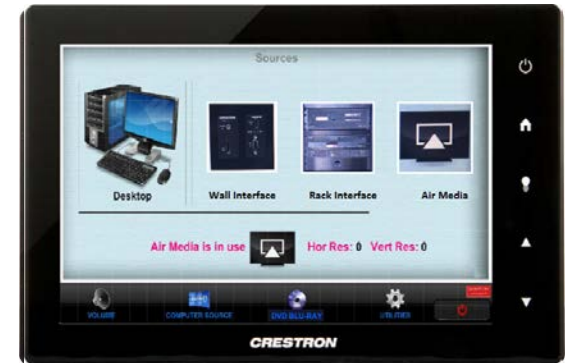 Sources
Desktop
Wall Interface
Rack Interface
Air Media
Air Media is in use Hor Res: 0 Vert Res: 0
VOLUME
COMPUTER SOURCE
DVD BLU-RAY
UTILITIES
CRESTRON